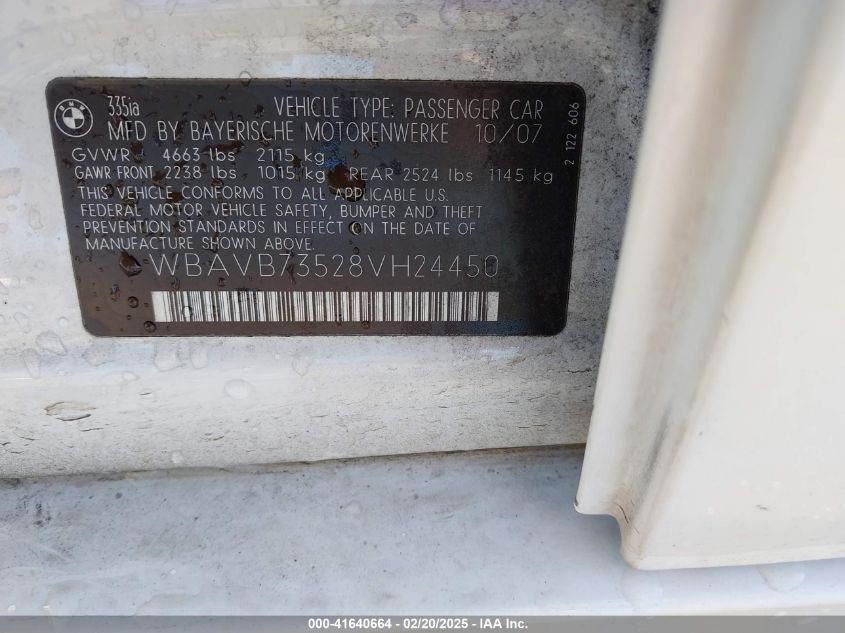 BMW
335ia
VEHICLE TYPE: PASSENGER CAR
MFD BY BAYERISCHE MOTORENWERKE 10/07
GVWR 4663 lbs 2115 kg
GAWR FRONT 2238 lbs 1015 kg REAR 2524 lbs 1145 kg
THIS VEHICLE CONFORMS TO ALL APPLICABLE U.S.
FEDERAL MOTOR VEHICLE SAFETY, BUMPER AND THEFT
PREVENTION STANDARDS IN EFFECT ON THE DATE OF
MANUFACTURE SHOWN ABOVE.
WBAVB73528VH24450
2 122 606
000-41640664 - 02/20/2025 - IAA Inc.